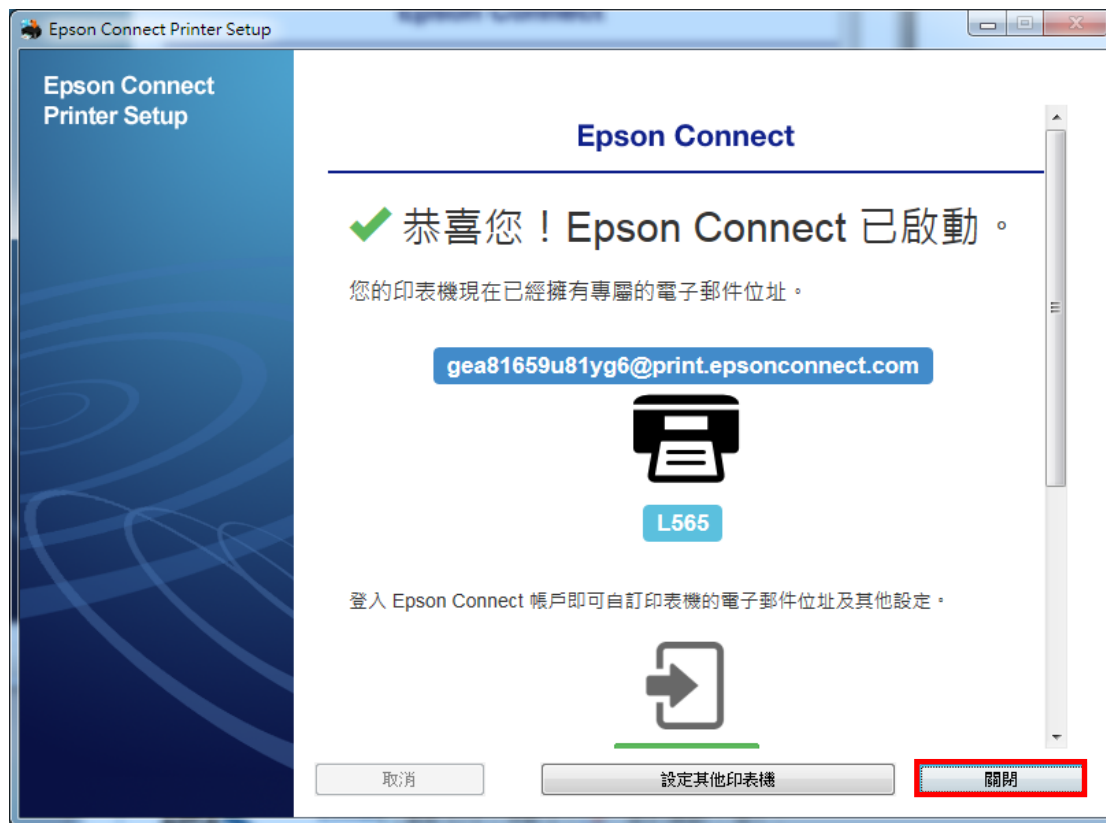 Epson Connect Printer Setup
Epson Connect
Printer Setup
Epson Connect
恭喜您！Epson Connect 已啟動。
您的印表機現在已經擁有專屬的電子郵件位址。
gea81659u81yg6@print.epsonconnect.com
L565
登入 Epson Connect 帳戶即可自訂印表機的電子郵件位址及其他設定。
取消
設定其他印表機
關閉